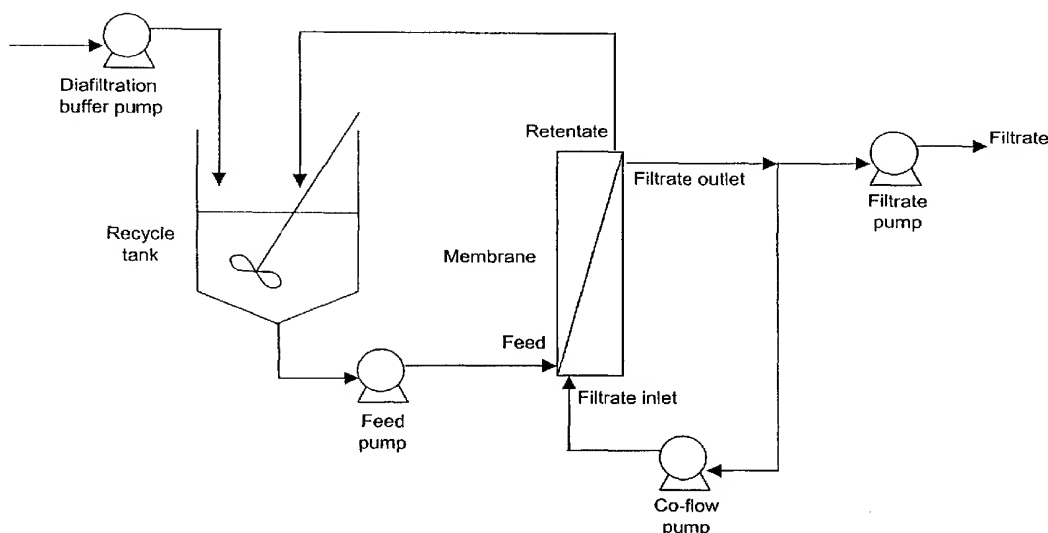 Diafiltration
buffer pump
Retentate
Filtrate
Filtrate outlet
Filtrate
pump
Recycle
tank
Membrane
Feed
Filtrate inlet
Feed
pump
Co-flow
pump